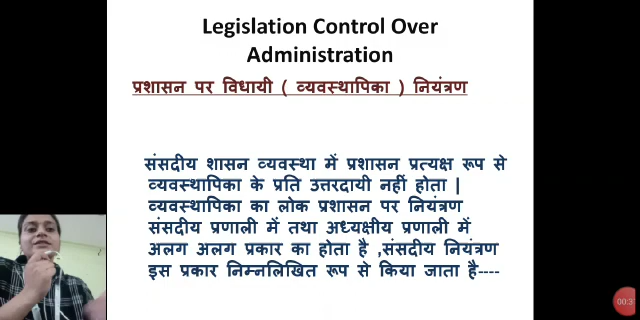 Legislation Control Over
Administration
प्रशासन पर विधायी ( व्यवस्थापिका ) नियंत्रण
संसदीय शासन व्यवस्था में प्रशासन प्रत्यक्ष रूप से
व्यवस्थापिका के प्रति उत्तरदायी नहीं होता |
व्यवस्थापिका का लोक प्रशासन पर नियंत्रण
संसदीय प्रणाली में तथा अध्यक्षीय प्रणाली में
अलग अलग प्रकार का होता है ,संसदीय नियंत्रण
इस प्रकार निम्नलिखित रूप से किया जाता है----